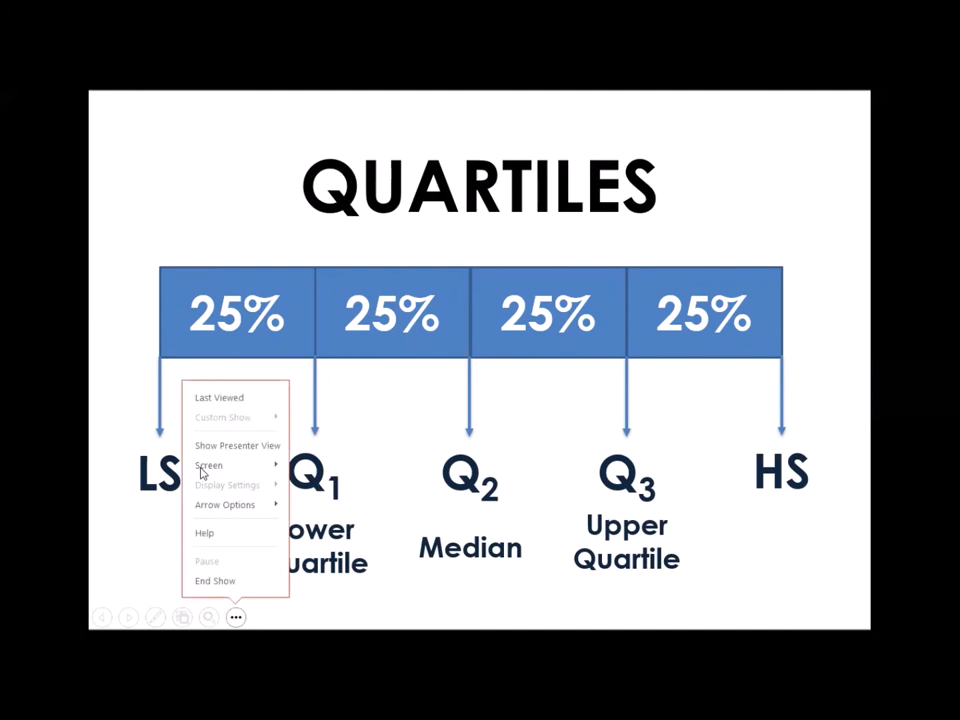 QUARTILES
25% 25% 25% 25%
LS Q1 Q2 Q3 HS
ower
uartile
Median
Upper
Quartile
Last Viewed
Custom Show
Show Presenter View
Screen
Display Settings
Arrow Options
Help
Pause
End Show